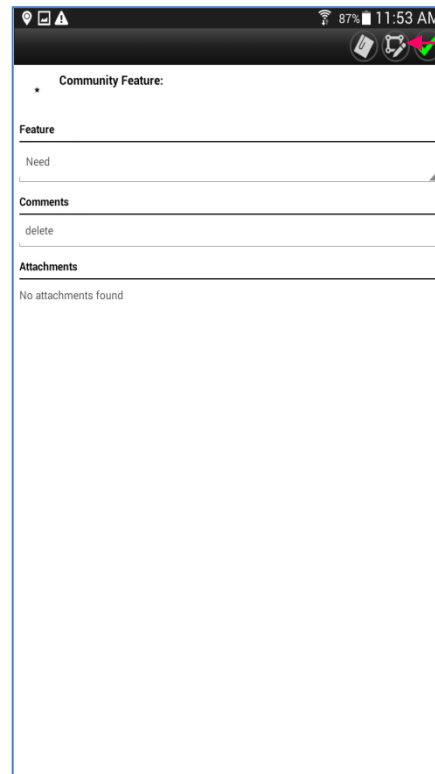 87% 11:53 AM
* Community Feature:
Feature
Need
Comments
delete
Attachments
No attachments found